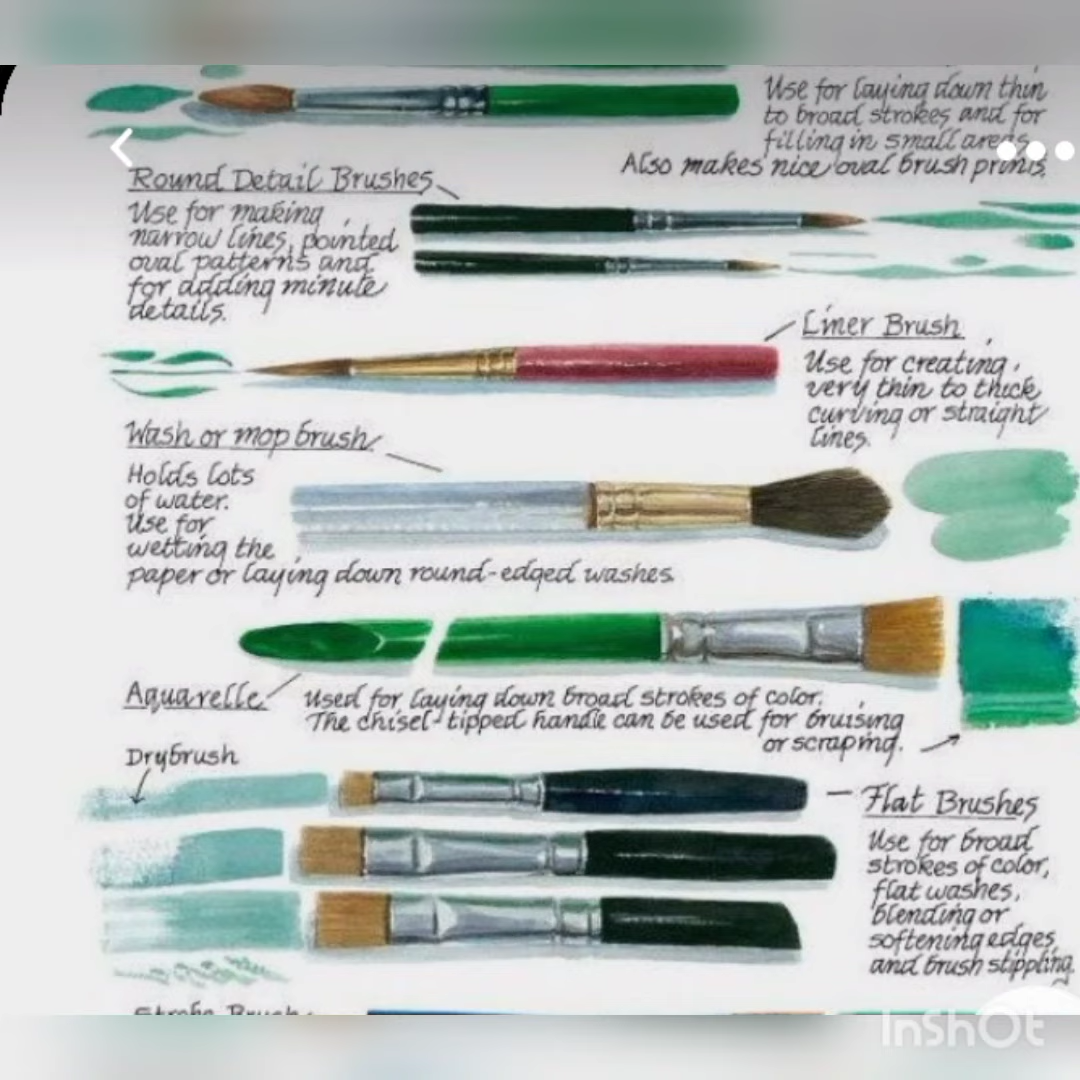 Use for laying down thin
to broad strokes and for
filling in small areas.
Also makes nice oval brush prints.
Round Detail Brushes
Use for making
narrow lines, pointed
oval patterns and
for adding minute
details.
Liner Brush
Use for creating
very thin to thick
curving or straight
lines.
Wash or mop brush
Holds lots
of water.
Use for
wetting the
paper or laying down round-edged washes.
Aquarelle
Used for laying down broad strokes of color.
The chisel-tipped handle can be used for bruising
or scraping.
Drybrush
Flat Brushes
Use for broad
strokes of color,
flat washes,
blending or
softening edges
and brush stippling.
Stroke Brush
InShOt